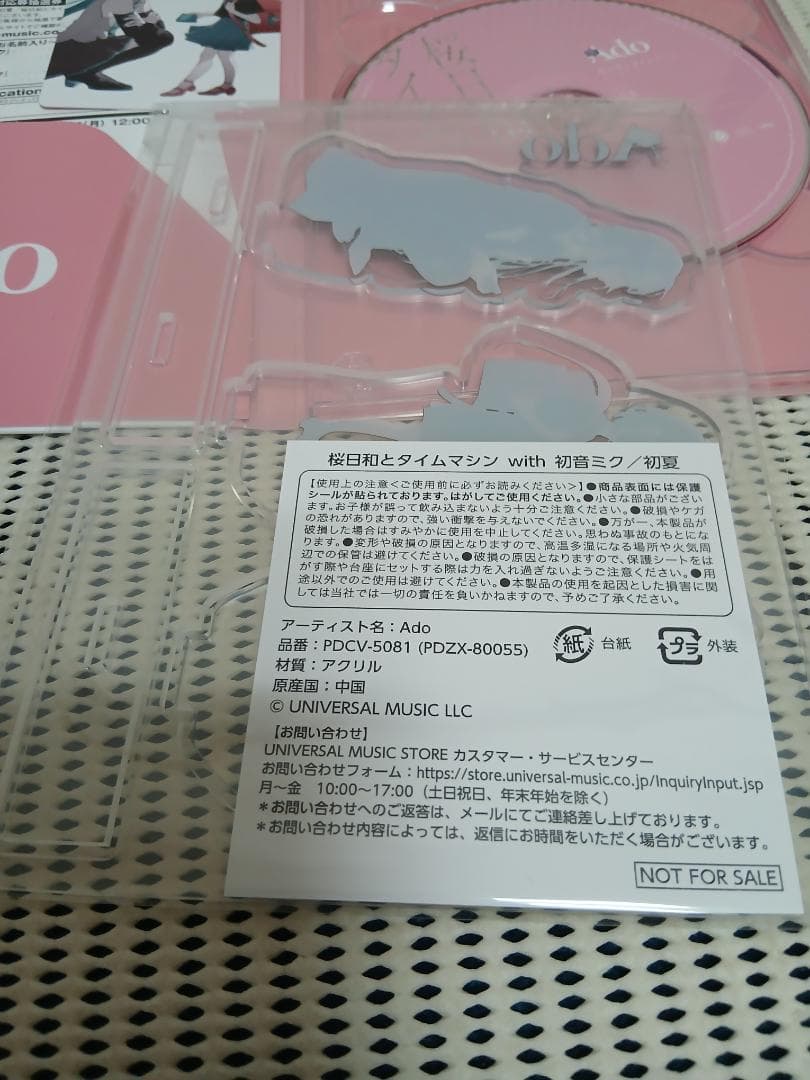 music.co
cation
(月) 12:00
Ado
Ado
o
桜日和とタイムマシン with 初音ミク／初夏
【使用上の注意＜ご使用前に必ずお読みください＞】●商品表面には保護
シールが貼られております。はがしてご使用ください。●小さな部品がござい
ます。お子様が誤って飲み込まないよう十分ご注意ください。●破損やケガ
の恐れがありますので、強い衝撃を与えないでください。●万が一、本製品が
破損した場合はすみやかに使用を中止してください。思わぬ事故のもとにな
ります。●変形や破損の原因となりますので、高温多湿になる場所や火気周
辺での保管は避けてください。●破損の原因となりますので、保護シートをは
がす際や台座にセットする際は力を入れ過ぎないようご注意ください。●用
途以外でのご使用は避けてください。●本製品の使用を起因とした損害に関
しては当社では一切の責任を負いかねますので、予めご了承ください。
アーティスト名：Ado
品番：PDCV-5081 (PDZX-80055)
材質：アクリル
原産国：中国
紙 台紙
プラ 外装
© UNIVERSAL MUSIC LLC
【お問い合わせ】
UNIVERSAL MUSIC STORE カスタマー・サービスセンター
お問い合わせフォーム：https://store.universal-music.co.jp/InquiryInput.jsp
月～金 10:00～17:00（土日祝日、年末年始を除く）
＊お問い合わせへのご返答は、メールにてご連絡差し上げております。
＊お問い合わせ内容によっては、返信にお時間をいただく場合がございます。
NOT FOR SALE